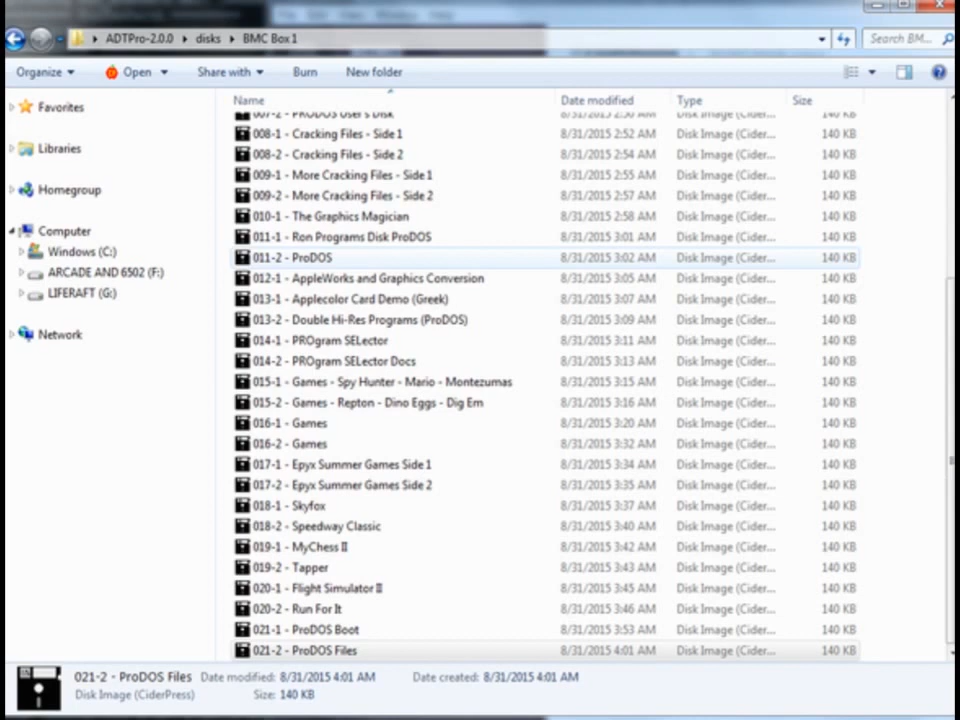 ADTPro-2.0.0 disks BMC Box 1 Search BM...
Organize Open Share with Burn New folder
Name Date modified Type Size
Favorites
Libraries
Homegroup
Computer
Windows (C:)
ARCADE AND 6502 (F:)
LIFERAFT (G:)
Network
007-2 - PRODOS User's Disk 8/31/2015 2:50 AM Disk Image (Cider... 140 KB
008-1 - Cracking Files - Side 1 8/31/2015 2:52 AM Disk Image (Cider... 140 KB
008-2 - Cracking Files - Side 2 8/31/2015 2:54 AM Disk Image (Cider... 140 KB
009-1 - More Cracking Files - Side 1 8/31/2015 2:55 AM Disk Image (Cider... 140 KB
009-2 - More Cracking Files - Side 2 8/31/2015 2:57 AM Disk Image (Cider... 140 KB
010-1 - The Graphics Magician 8/31/2015 2:58 AM Disk Image (Cider... 140 KB
011-1 - Ron Programs Disk ProDOS 8/31/2015 3:01 AM Disk Image (Cider... 140 KB
011-2 - ProDOS 8/31/2015 3:02 AM Disk Image (Cider... 140 KB
012-1 - AppleWorks and Graphics Conversion 8/31/2015 3:05 AM Disk Image (Cider... 140 KB
013-1 - Applecolor Card Demo (Greek) 8/31/2015 3:07 AM Disk Image (Cider... 140 KB
013-2 - Double Hi-Res Programs (ProDOS) 8/31/2015 3:09 AM Disk Image (Cider... 140 KB
014-1 - PROgram SELector 8/31/2015 3:11 AM Disk Image (Cider... 140 KB
014-2 - PROgram SELector Docs 8/31/2015 3:13 AM Disk Image (Cider... 140 KB
015-1 - Games - Spy Hunter - Mario - Montezumas 8/31/2015 3:15 AM Disk Image (Cider... 140 KB
015-2 - Games - Repton - Dino Eggs - Dig Em 8/31/2015 3:16 AM Disk Image (Cider... 140 KB
016-1 - Games 8/31/2015 3:20 AM Disk Image (Cider... 140 KB
016-2 - Games 8/31/2015 3:32 AM Disk Image (Cider... 140 KB
017-1 - Epyx Summer Games Side 1 8/31/2015 3:34 AM Disk Image (Cider... 140 KB
017-2 - Epyx Summer Games Side 2 8/31/2015 3:35 AM Disk Image (Cider... 140 KB
018-1 - Skyfox 8/31/2015 3:37 AM Disk Image (Cider... 140 KB
018-2 - Speedway Classic 8/31/2015 3:40 AM Disk Image (Cider... 140 KB
019-1 - MyChess II 8/31/2015 3:42 AM Disk Image (Cider... 140 KB
019-2 - Tapper 8/31/2015 3:43 AM Disk Image (Cider... 140 KB
020-1 - Flight Simulator II 8/31/2015 3:45 AM Disk Image (Cider... 140 KB
020-2 - Run For It 8/31/2015 3:46 AM Disk Image (Cider... 140 KB
021-1 - ProDOS Boot 8/31/2015 3:53 AM Disk Image (Cider... 140 KB
021-2 - ProDOS Files 8/31/2015 4:01 AM Disk Image (Cider... 140 KB
021-2 - ProDOS Files Date modified: 8/31/2015 4:01 AM Date created: 8/31/2015 4:01 AM
Disk Image (CiderPress) Size: 140 KB